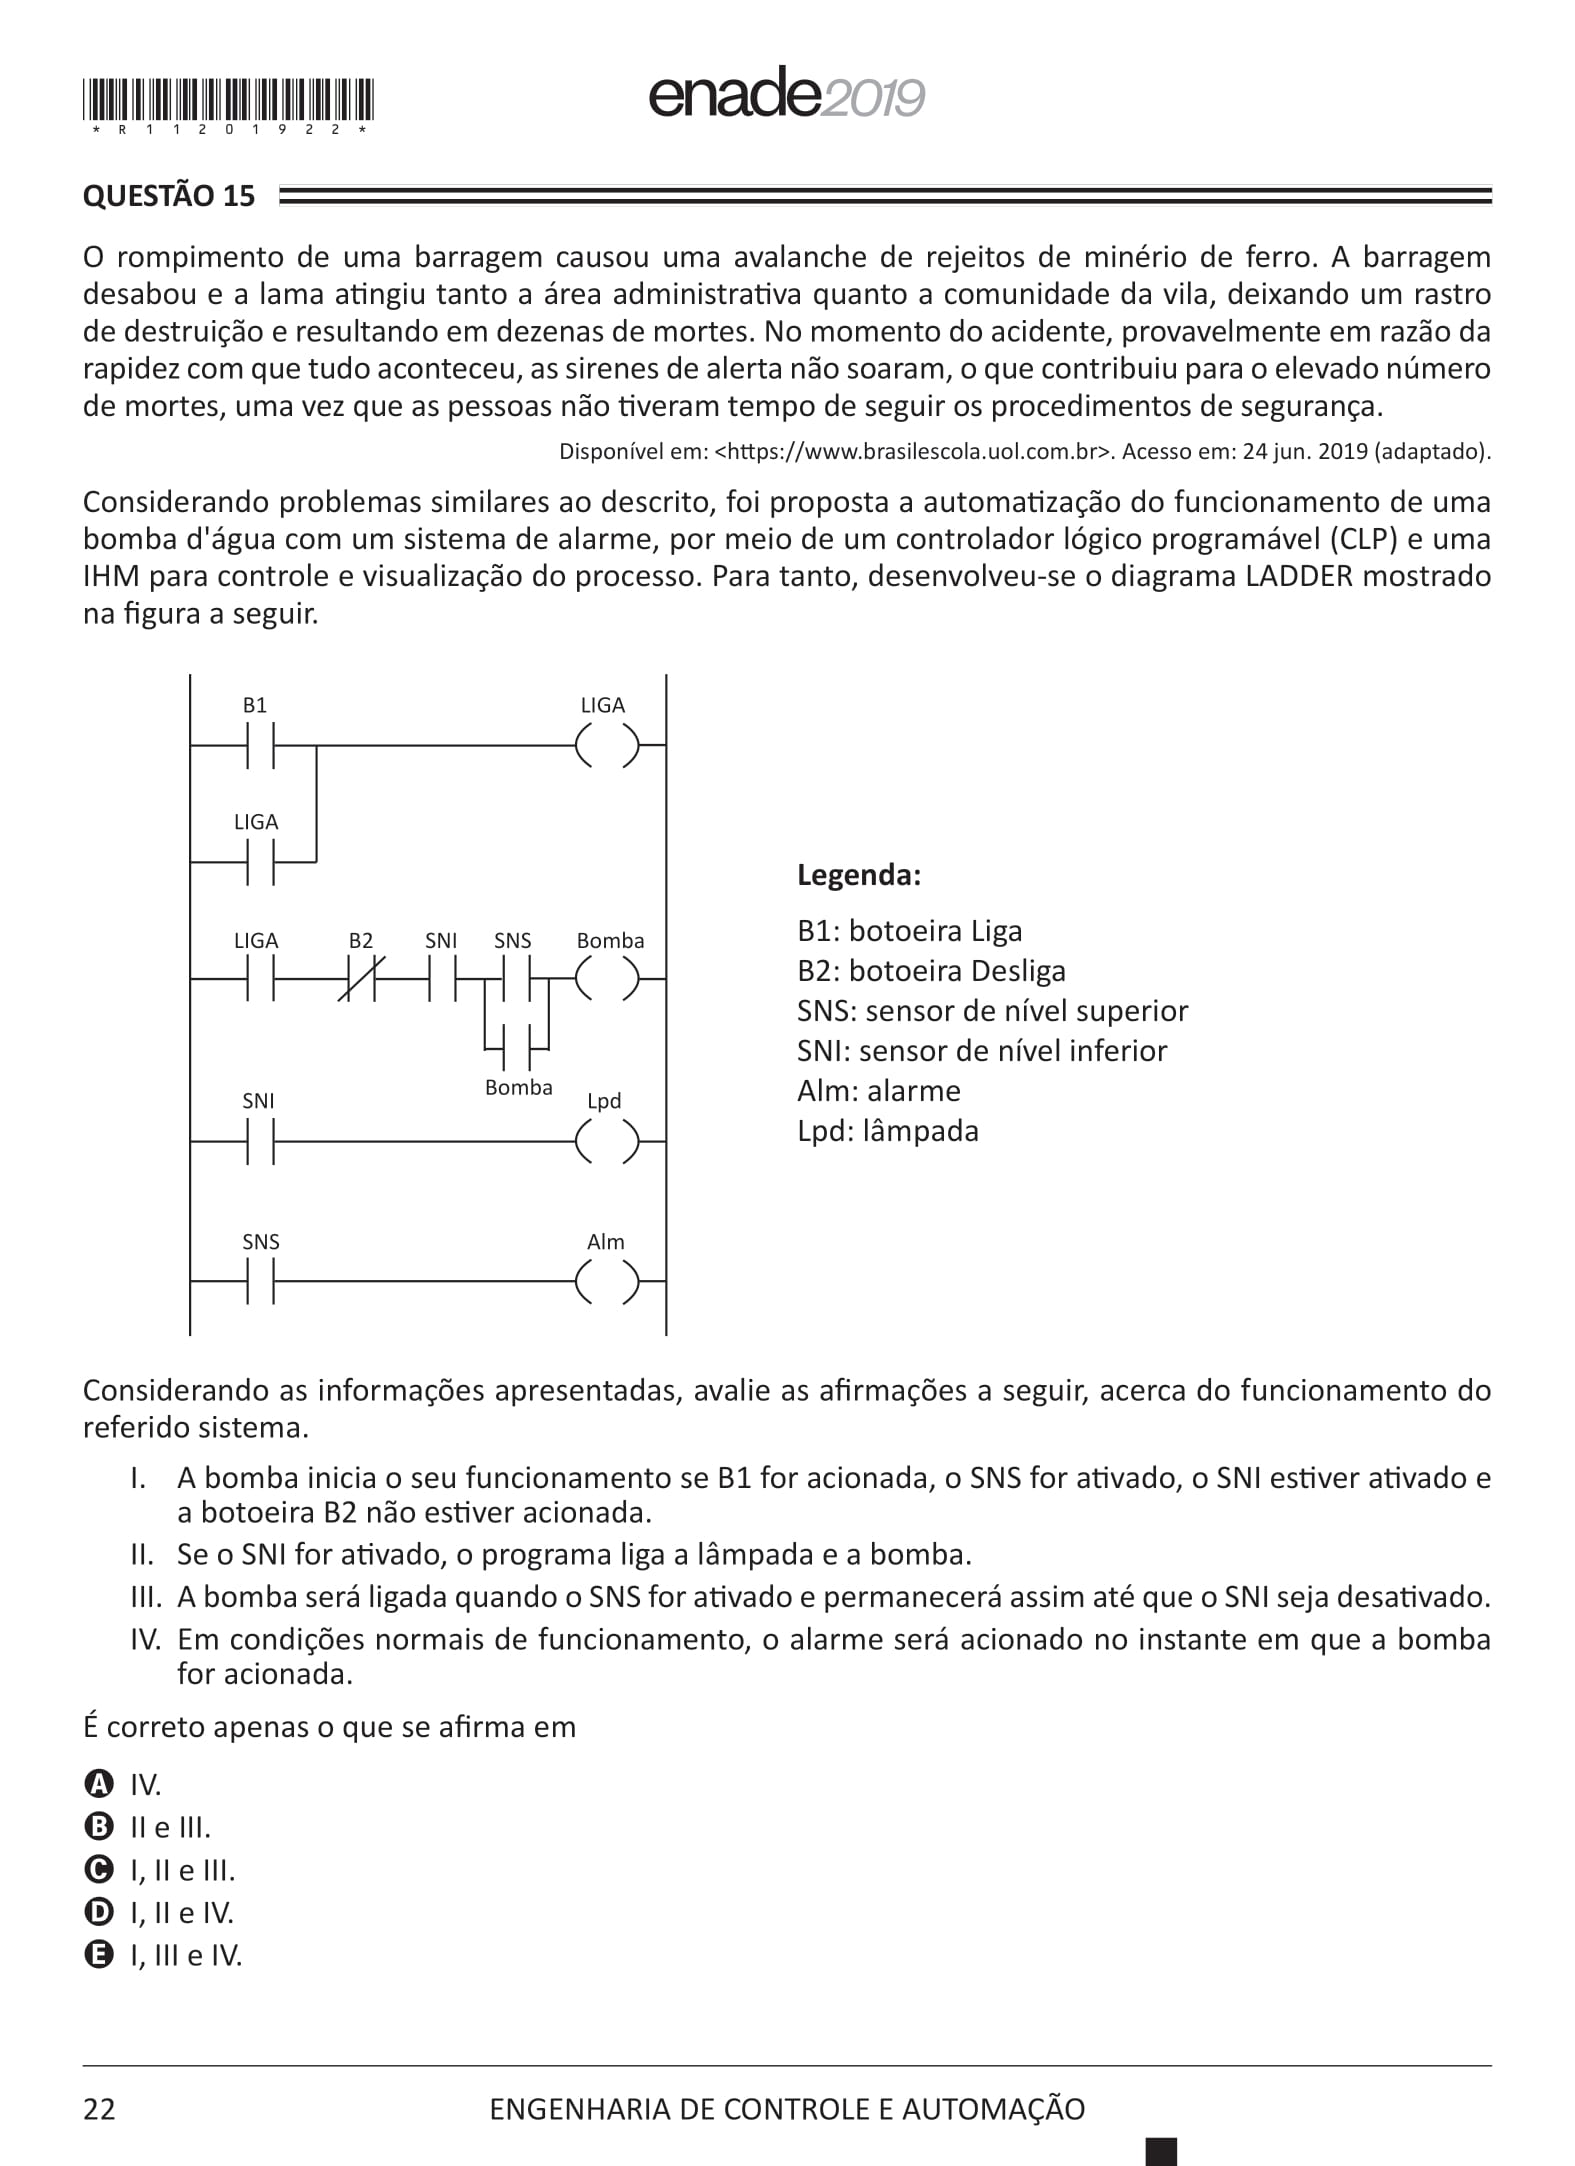 *R11201922*
enade2019
QUESTÃO 15
O rompimento de uma barragem causou uma avalanche de rejeitos de minério de ferro. A barragem
desabou e a lama atingiu tanto a área administrativa quanto a comunidade da vila, deixando um rastro
de destruição e resultando em dezenas de mortes. No momento do acidente, provavelmente em razão da
rapidez com que tudo aconteceu, as sirenes de alerta não soaram, o que contribuiu para o elevado número
de mortes, uma vez que as pessoas não tiveram tempo de seguir os procedimentos de segurança.
Disponível em: <https://www.brasilescola.uol.com.br>. Acesso em: 24 jun. 2019 (adaptado).
Considerando problemas similares ao descrito, foi proposta a automatização do funcionamento de uma
bomba d'água com um sistema de alarme, por meio de um controlador lógico programável (CLP) e uma
IHM para controle e visualização do processo. Para tanto, desenvolveu-se o diagrama LADDER mostrado
na figura a seguir.
B1 LIGA
LIGA
LIGA B2 SNI SNS Bomba
Bomba
SNI Lpd
SNS Alm
Legenda:
B1: botoeira Liga
B2: botoeira Desliga
SNS: sensor de nível superior
SNI: sensor de nível inferior
Alm: alarme
Lpd: lâmpada
Considerando as informações apresentadas, avalie as afirmações a seguir, acerca do funcionamento do
referido sistema.
I. A bomba inicia o seu funcionamento se B1 for acionada, o SNS for ativado, o SNI estiver ativado e
a botoeira B2 não estiver acionada.
II. Se o SNI for ativado, o programa liga a lâmpada e a bomba.
III. A bomba será ligada quando o SNS for ativado e permanecerá assim até que o SNI seja desativado.
IV. Em condições normais de funcionamento, o alarme será acionado no instante em que a bomba
for acionada.
É correto apenas o que se afirma em
A IV.
B II e III.
C I, II e III.
D I, II e IV.
E I, III e IV.
22
ENGENHARIA DE CONTROLE E AUTOMAÇÃO